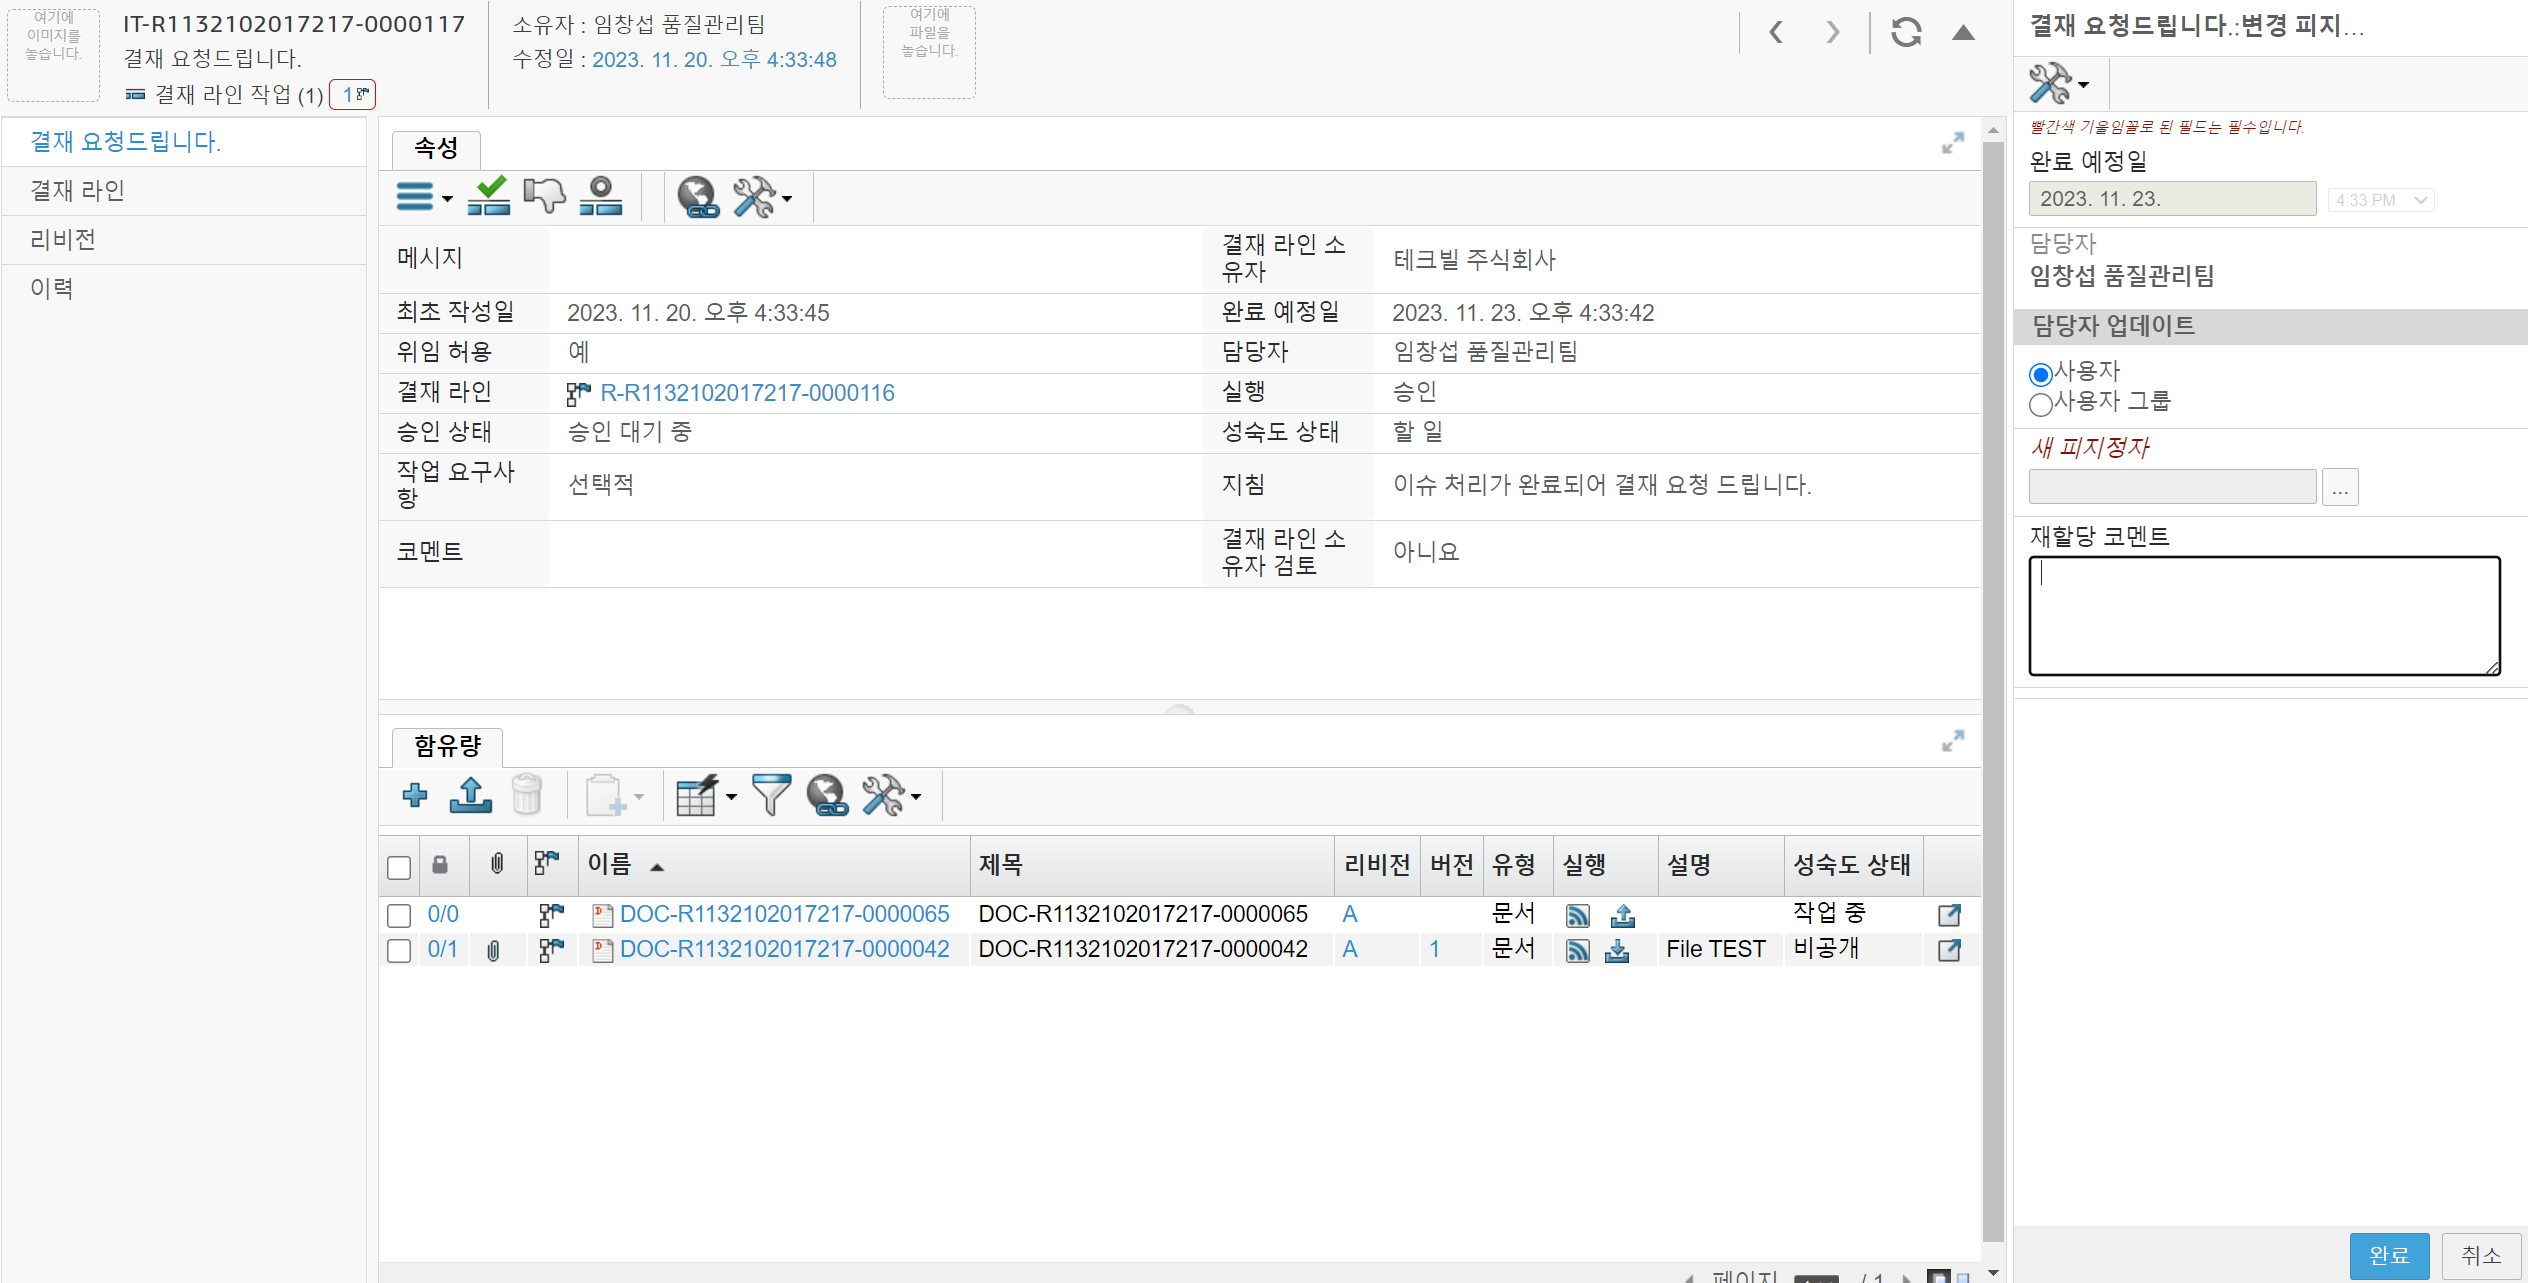 여기에
이미지를
놓습니다.
IT-R1132102017217-0000117
결재 요청드립니다.
결재 라인 작업 (1) 1
소유자 : 임창섭 품질관리팀
수정일 : 2023. 11. 20. 오후 4:33:48
여기에
파일을
놓습니다.
결재 요청드립니다.
결재 라인
리비전
이력
속성
메시지
결재 라인 소
유자
테크빌 주식회사
최초 작성일 2023. 11. 20. 오후 4:33:45 완료 예정일 2023. 11. 23. 오후 4:33:42
위임 허용 예 담당자 임창섭 품질관리팀
결재 라인 R-R1132102017217-0000116 실행 승인
승인 상태 승인 대기 중 성숙도 상태 할 일
작업 요구사
항
선택적 지침 이슈 처리가 완료되어 결재 요청 드립니다.
코멘트
결재 라인 소
유자 검토
아니요
함유량
이름 제목 리비전 버전 유형 실행 설명 성숙도 상태
0/0 DOC-R1132102017217-0000065 DOC-R1132102017217-0000065 A 문서 작업 중
0/1 DOC-R1132102017217-0000042 DOC-R1132102017217-0000042 A 1 문서 File TEST 비공개
페이지 / 1
결재 요청드립니다.:변경 피지...
빨간색 기울임꼴로 된 필드는 필수입니다.
완료 예정일
2023. 11. 23. 4:33 PM
담당자
임창섭 품질관리팀
담당자 업데이트
사용자
사용자 그룹
새 피지정자
...
재할당 코멘트
완료 취소